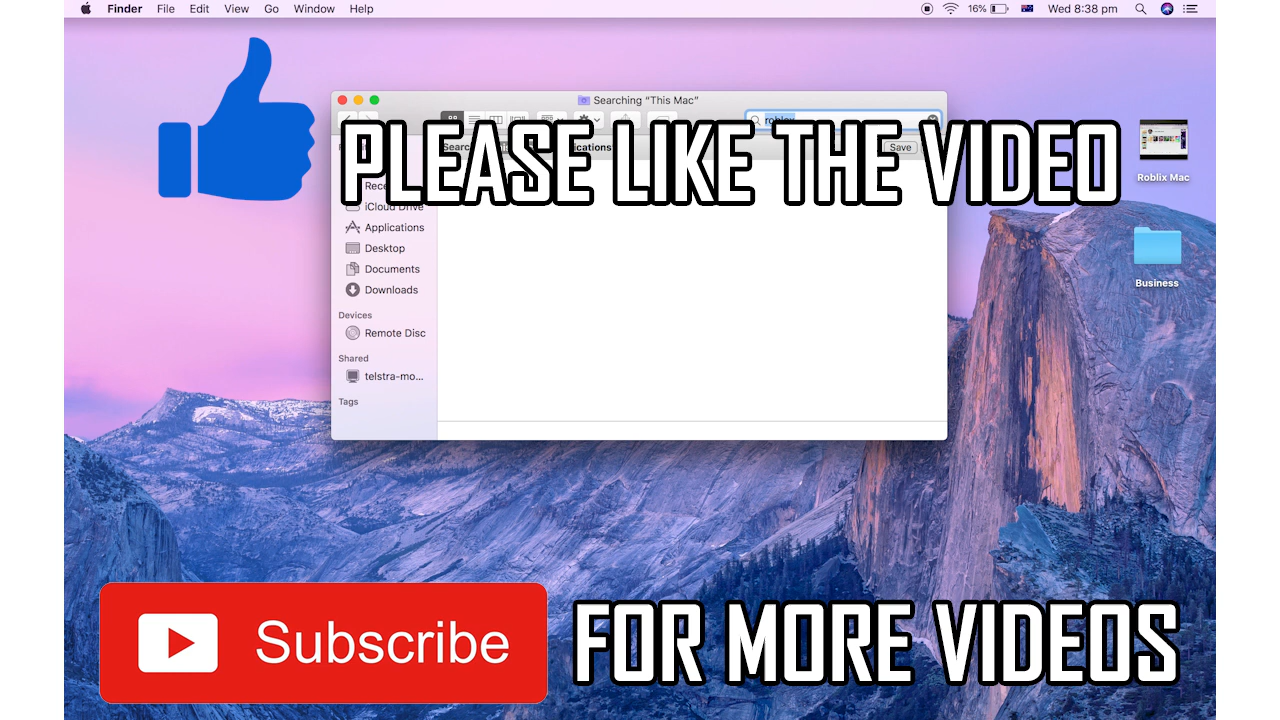 Finder File Edit View Go Window Help 16% Wed 8:38 pm
Searching “This Mac”
roblox
Save
PLEASE LIKE THE VIDEO
iCloud Drive
Applications
Desktop
Documents
Downloads
Devices
Remote Disc
Shared
telstra-mo...
Tags
Roblix Mac
Business
Subscribe
FOR MORE VIDEOS